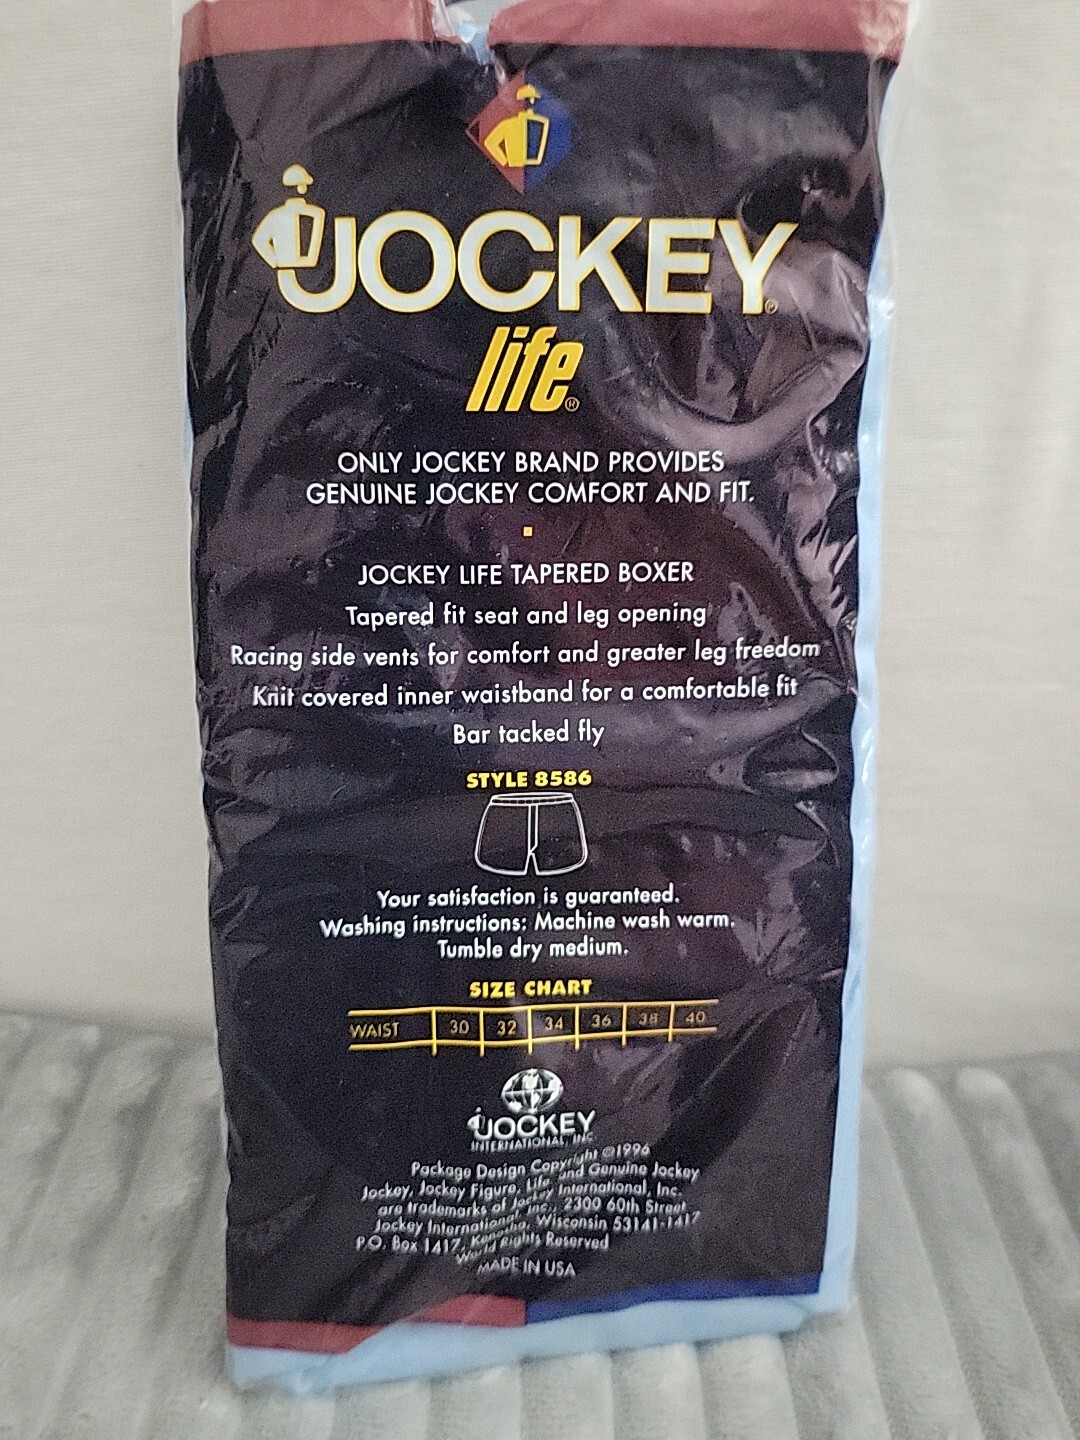 JOCKEY®
life®
ONLY JOCKEY BRAND PROVIDES
GENUINE JOCKEY COMFORT AND FIT.
JOCKEY LIFE TAPERED BOXER
Tapered fit seat and leg opening
Racing side vents for comfort and greater leg freedom
Knit covered inner waistband for a comfortable fit
Bar tacked fly
STYLE 8586
Your satisfaction is guaranteed.
Washing instructions: Machine wash warm.
Tumble dry medium.
SIZE CHART
WAIST 30 32 34 36 38 40
JOCKEY
INTERNATIONAL, INC.
Package Design Copyright ©1996
Jockey, Jockey Figure, Life and Genuine Jockey
are trademarks of Jockey International, Inc.
Jockey International, Inc., 2300 60th Street,
P.O. Box 1417, Kenosha, Wisconsin 53141-1417
World Rights Reserved
MADE IN USA